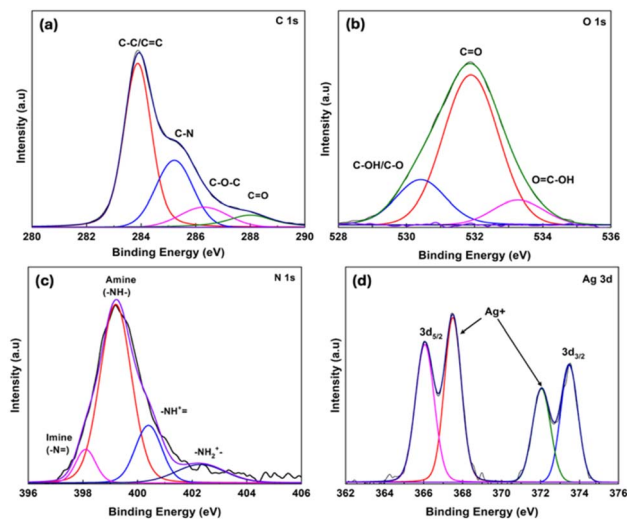 (a)
C 1s
C-C/C=C
C-N
C-O-C
C=O
Intensity (a.u)
280 282 284 286 288 290
Binding Energy (eV)
(b)
O 1s
C=O
C-OH/C-O
O=C-OH
Intensity (a.u)
528 530 532 534 536
Binding Energy (eV)
(c)
N 1s
Amine
(-NH-)
Imine
(-N=)
-NH⁺=
-NH₂⁺-
Intensity (a.u)
396 398 400 402 404 406
Binding Energy (eV)
(d)
Ag 3d
3d₅/₂
Ag+
3d₃/₂
Intensity (a.u)
362 364 366 368 370 372 374 376
Binding Energy (eV)